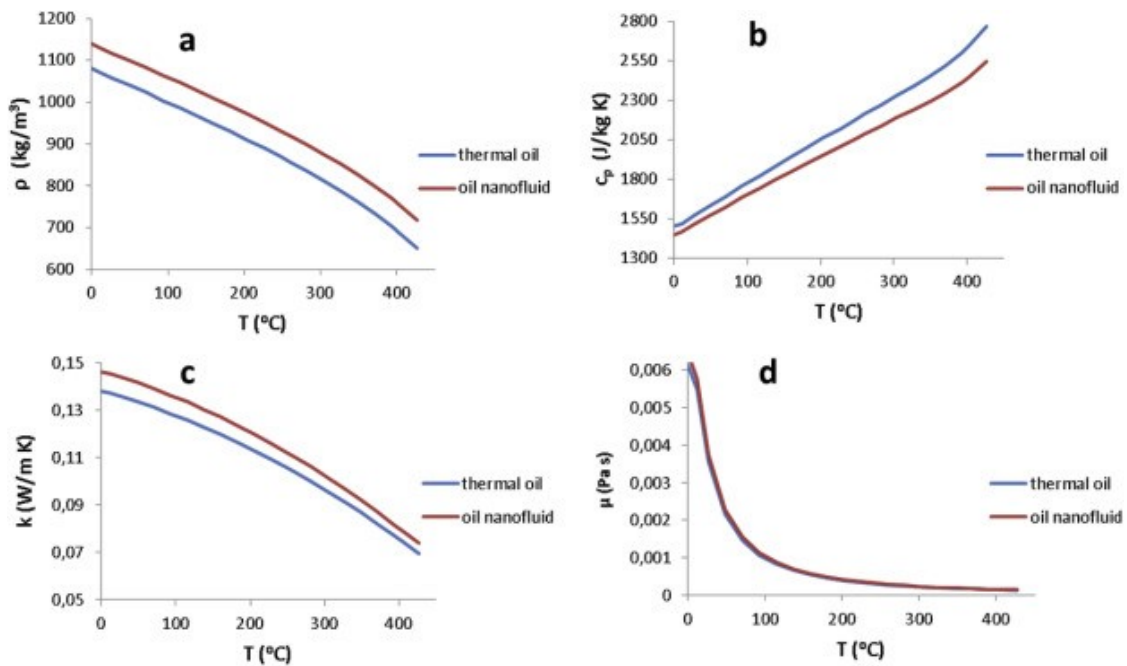 a
1200
1100
1000
900
800
700
600
ρ (kg/m³)
0 100 200 300 400
T (°C)
thermal oil
oil nanofluid
b
2800
2550
2300
2050
1800
1550
1300
cₚ (J/kg K)
0 100 200 300 400
T (°C)
thermal oil
oil nanofluid
c
0,15
0,13
0,11
0,09
0,07
0,05
k (W/m K)
0 100 200 300 400
T (°C)
thermal oil
oil nanofluid
d
0,006
0,005
0,004
0,003
0,002
0,001
0
μ (Pa s)
0 100 200 300 400
T (°C)
thermal oil
oil nanofluid